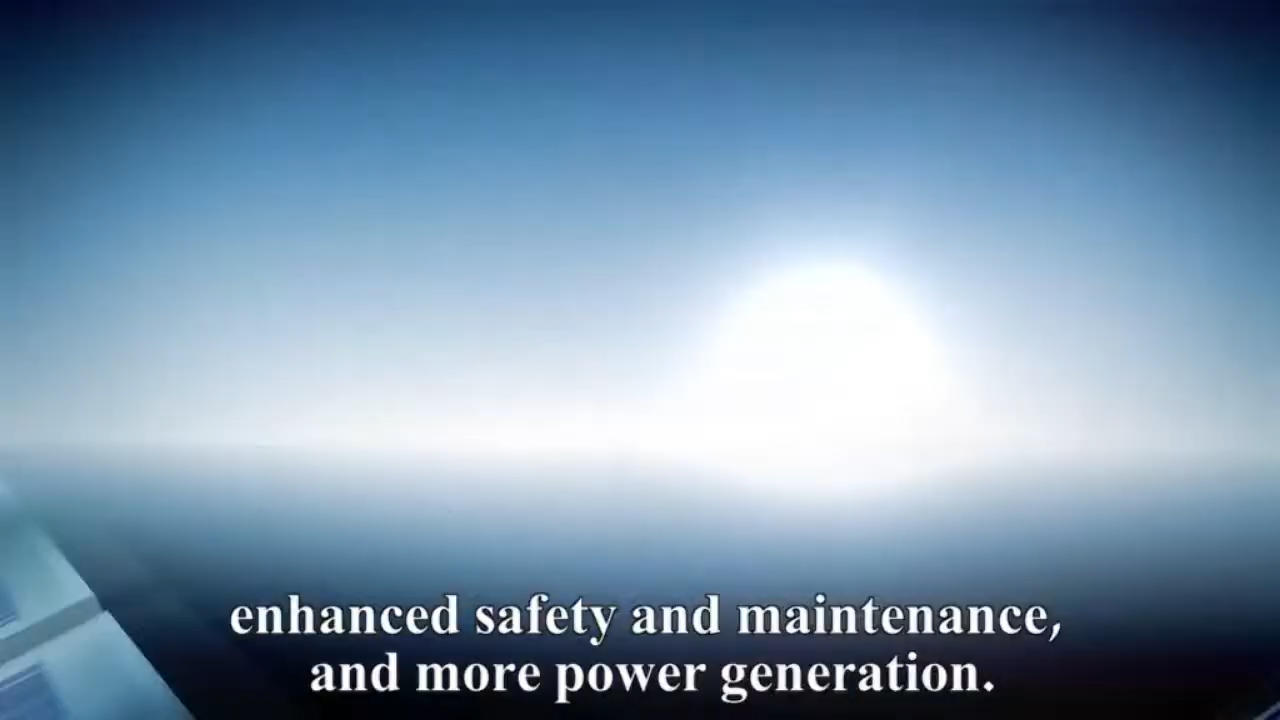 enhanced safety and maintenance,
and more power generation.